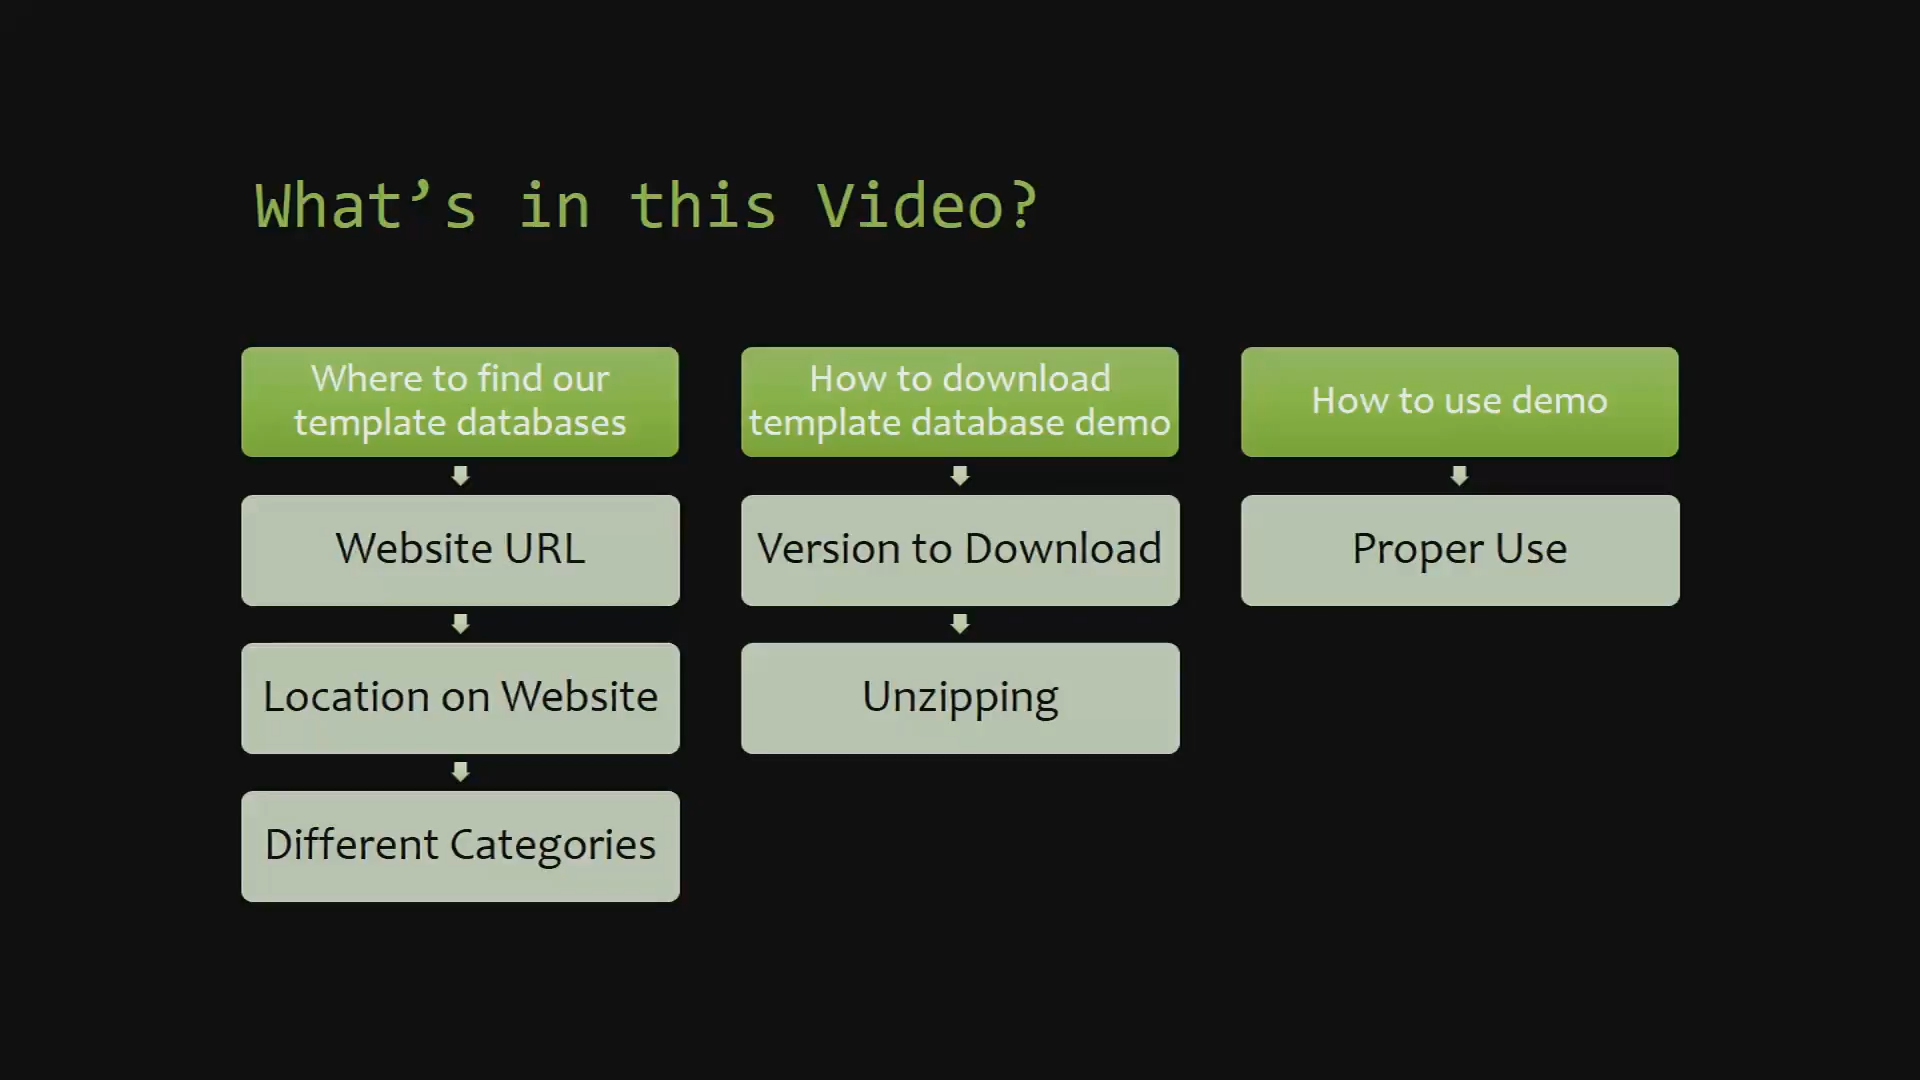 What’s in this Video?
Where to find our
template databases
Website URL
Location on Website
Different Categories
How to download
template database demo
Version to Download
Unzipping
How to use demo
Proper Use